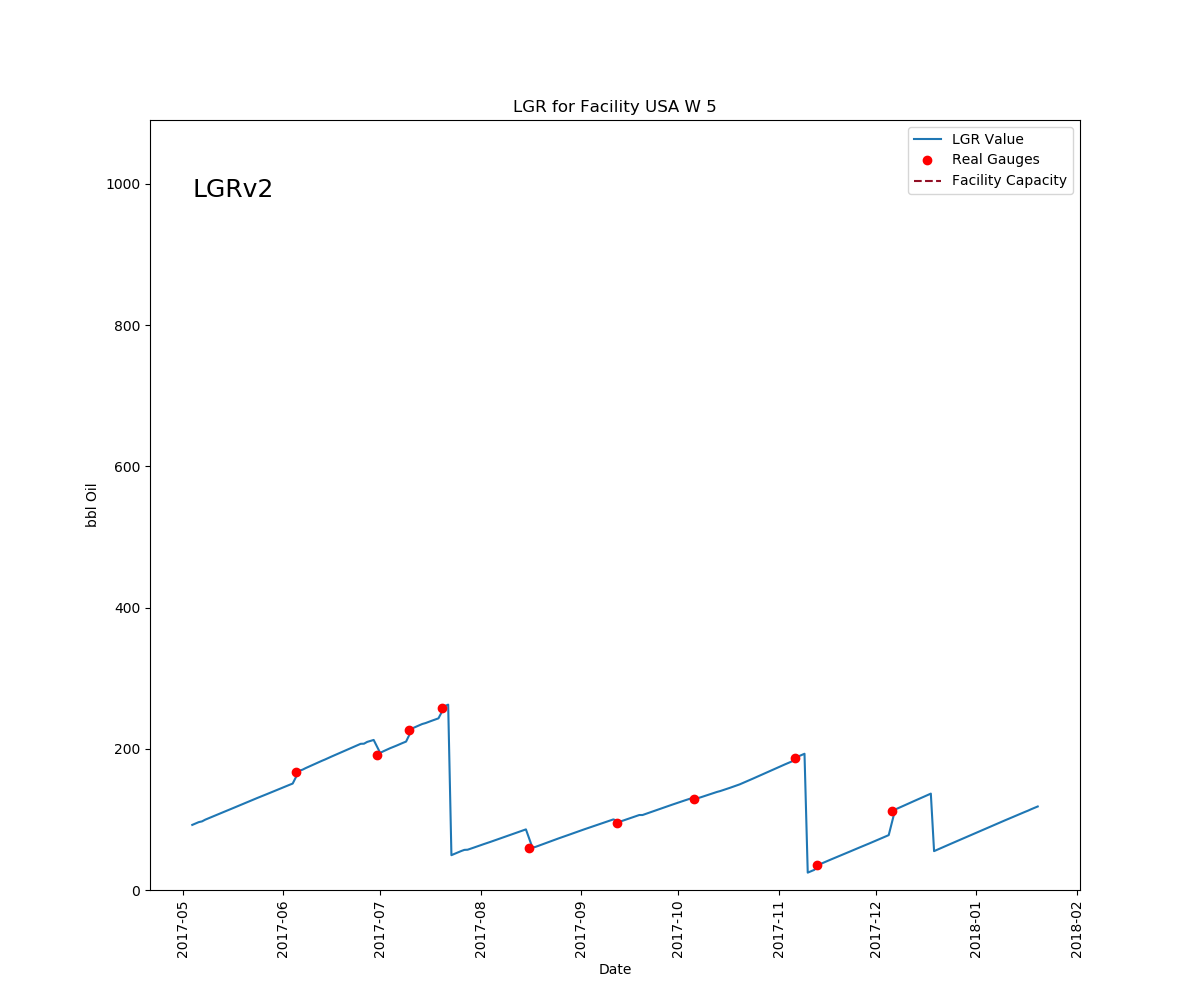 LGR for Facility USA W 5
LGRv2
LGR Value
Real Gauges
Facility Capacity
bbl Oil
1000
800
600
400
200
0
2017-05
2017-06
2017-07
2017-08
2017-09
2017-10
2017-11
2017-12
2018-01
2018-02
Date